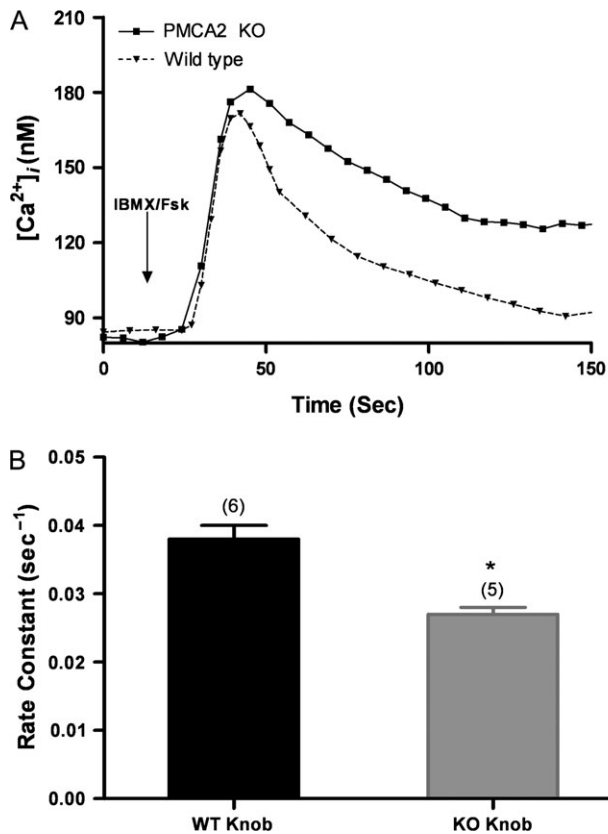 A
PMCA2 KO
Wild type
[Ca²⁺]ᵢ (nM)
210
180
150
120
90
IBMX/Fsk
0
50
100
150
Time (Sec)
B
Rate Constant (sec⁻¹)
0.05
0.04
0.03
0.02
0.01
0.00
(6)
*
(5)
WT Knob
KO Knob